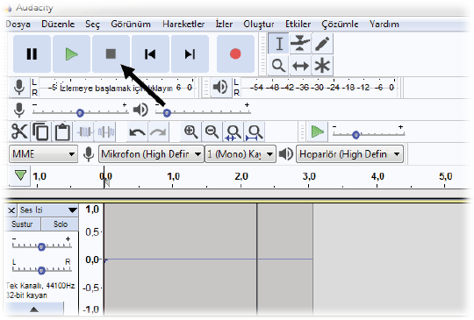 Audacity
Dosya Düzenle Seç Görünüm Hareketler İzler Oluştur Etkiler Çözümle Yardım
L R İzlemeye başlamak için tıklayın 6 0 L R -54 -48 -42 -36 -30 -24 -18 -12 -6 0
- + - +
- +
MME Mikrofon (High Defin 1 (Mono) Hoparlör (High Defin
1,0 0,0 1,0 2,0 3,0 4,0 5,0
× Ses İzi 1,0
Sustur Solo
- + 0,5-
L R 0,0-
Tek Kanallı, 44100Hz -0,5-
32-bit kayan
-1,0